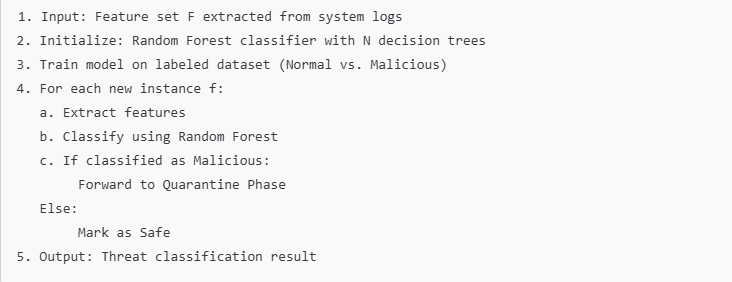 1. Input: Feature set F extracted from system logs
2. Initialize: Random Forest classifier with N decision trees
3. Train model on labeled dataset (Normal vs. Malicious)
4. For each new instance f:
a. Extract features
b. Classify using Random Forest
c. If classified as Malicious:
Forward to Quarantine Phase
Else:
Mark as Safe
5. Output: Threat classification result